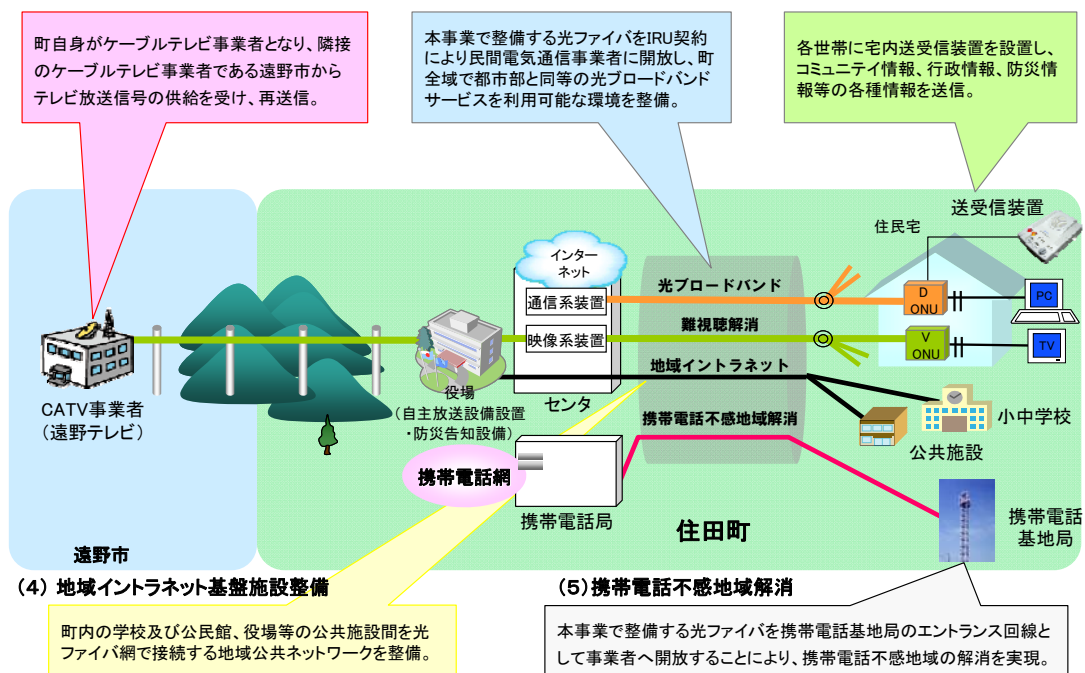 町自身がケーブルテレビ事業者となり、隣接
のケーブルテレビ事業者である遠野市から
テレビ放送信号の供給を受け、再送信。
本事業で整備する光ファイバをIRU契約
により民間電気通信事業者に開放し、町
全域で都市部と同等の光ブロードバンド
サービスを利用可能な環境を整備。
各世帯に宅内送受信装置を設置し、
コミュニテイ情報、行政情報、防災情
報等の各種情報を送信。
送受信装置
住民宅
インター
ネット
通信系装置
映像系装置
センタ
光ブロードバンド
難視聴解消
地域イントラネット
携帯電話不感地域解消
D
ONU
V
ONU
PC
TV
CATV事業者
（遠野テレビ）
役場
（自主放送設備設置
・防災告知設備）
小中学校
公共施設
携帯電話網
携帯電話局
携帯電話
基地局
住田町
遠野市
（4） 地域イントラネット基盤施設整備
（5）携帯電話不感地域解消
町内の学校及び公民館、役場等の公共施設間を光
ファイバ網で接続する地域公共ネットワークを整備。
本事業で整備する光ファイバを携帯電話基地局のエントランス回線と
して事業者へ開放することにより、携帯電話不感地域の解消を実現。